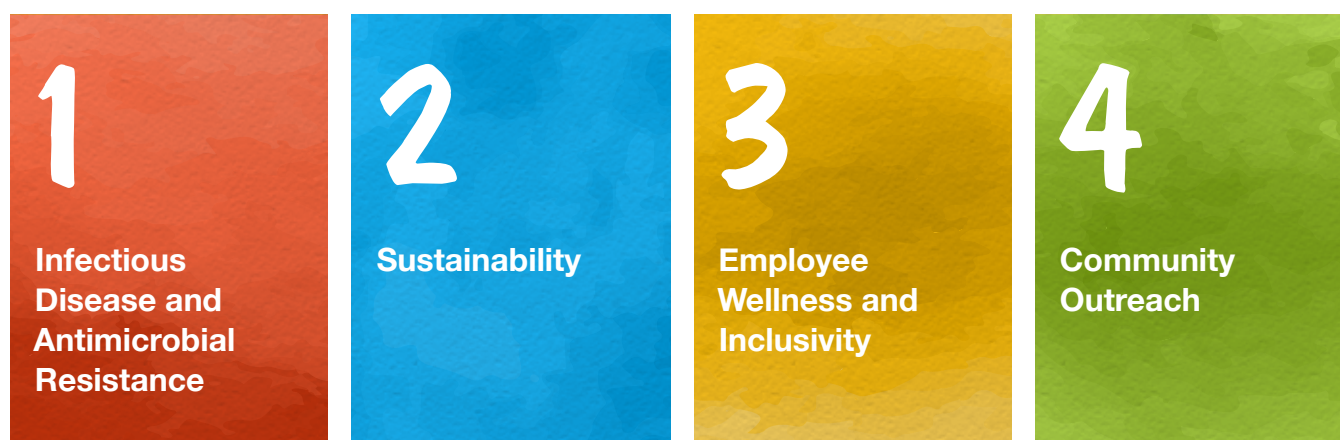 1
Infectious
Disease and
Antimicrobial
Resistance
2
Sustainability
3
Employee
Wellness and
Inclusivity
4
Community
Outreach